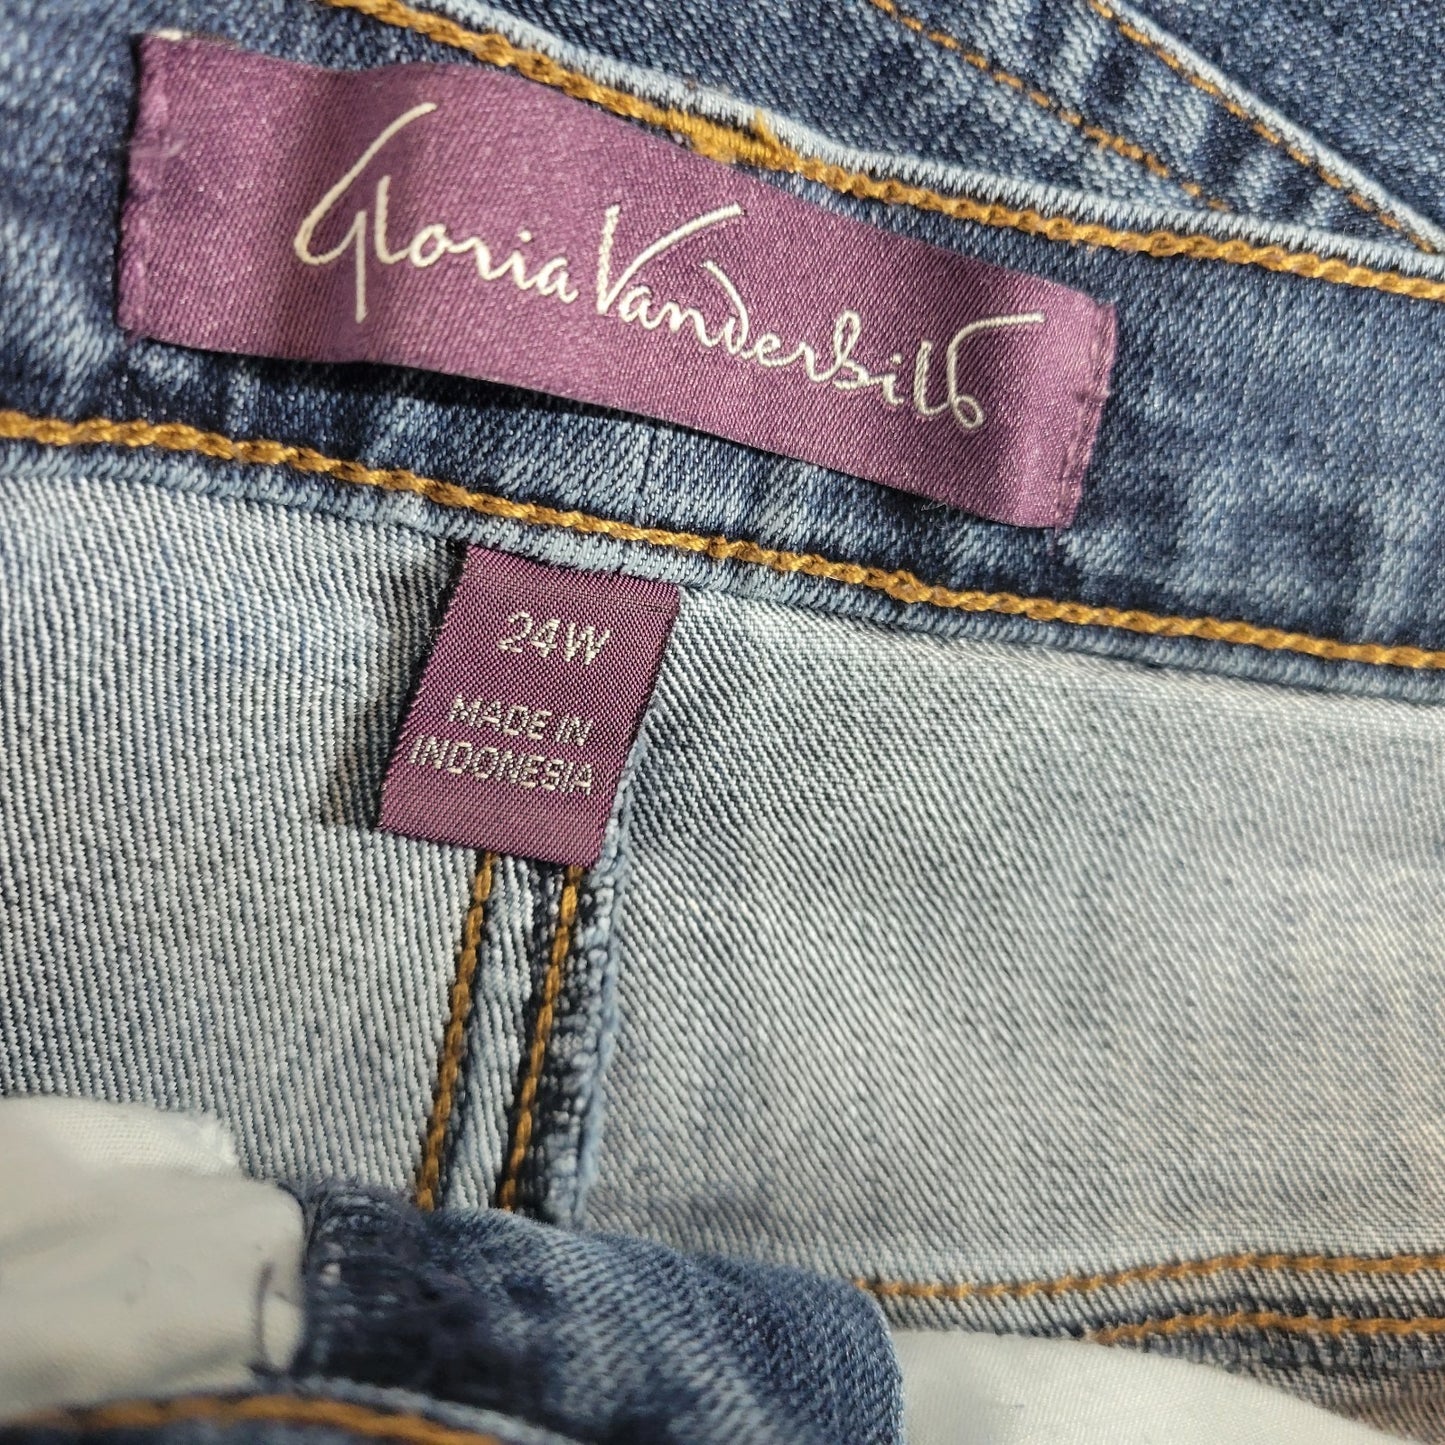 Gloria Vanderbilt
24W
MADE IN
INDONESIA